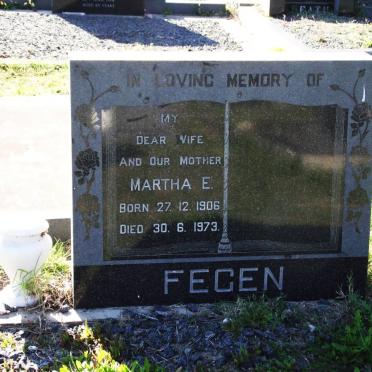 IN LOVING MEMORY OF
MY
DEAR WIFE
AND OUR MOTHER
MARTHA E.
BORN 27. 12. 1906
DIED 30. 6. 1973.
FEGEN